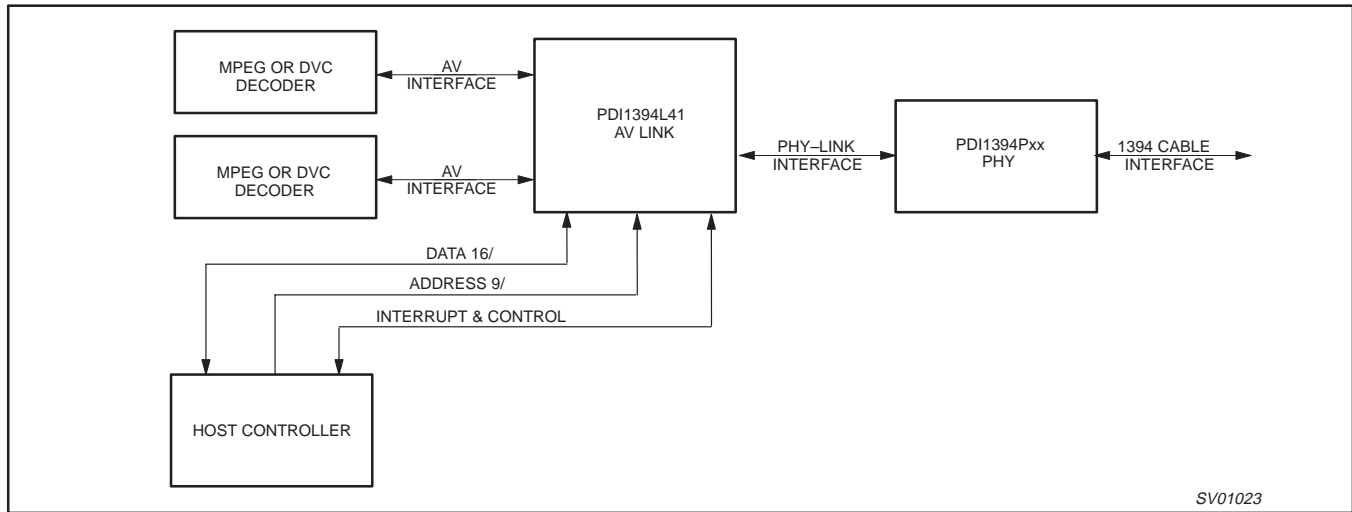 MPEG OR DVC
DECODER
AV
INTERFACE
PDI1394L41
AV LINK
PHY–LINK
INTERFACE
PDI1394Pxx
PHY
1394 CABLE
INTERFACE
MPEG OR DVC
DECODER
AV
INTERFACE
DATA 16/
ADDRESS 9/
INTERRUPT & CONTROL
HOST CONTROLLER
SV01023